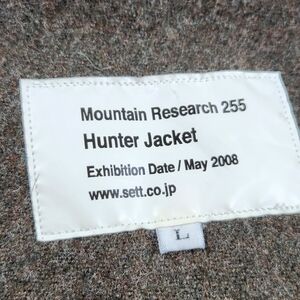 Mountain Research 255
Hunter Jacket
Exhibition Date / May 2008
www.sett.co.jp
L